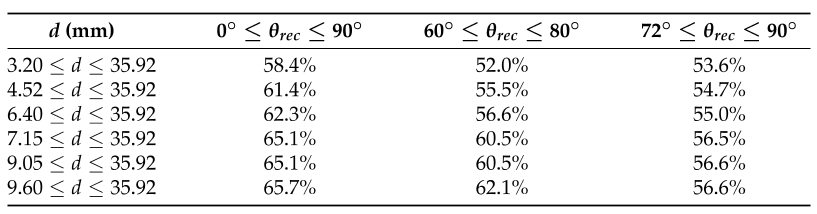 d (mm) 0° ≤ θrec ≤ 90° 60° ≤ θrec ≤ 80° 72° ≤ θrec ≤ 90°
3.20 ≤ d ≤ 35.92 58.4% 52.0% 53.6%
4.52 ≤ d ≤ 35.92 61.4% 55.5% 54.7%
6.40 ≤ d ≤ 35.92 62.3% 56.6% 55.0%
7.15 ≤ d ≤ 35.92 65.1% 60.5% 56.5%
9.05 ≤ d ≤ 35.92 65.1% 60.5% 56.6%
9.60 ≤ d ≤ 35.92 65.7% 62.1% 56.6%